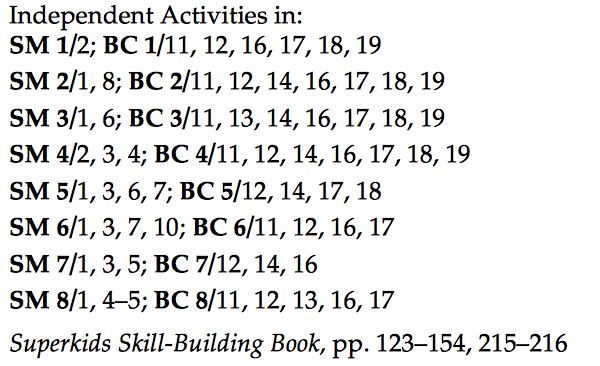 Independent Activities in:
SM 1/2; BC 1/11, 12, 16, 17, 18, 19
SM 2/1, 8; BC 2/11, 12, 14, 16, 17, 18, 19
SM 3/1, 6; BC 3/11, 13, 14, 16, 17, 18, 19
SM 4/2, 3, 4; BC 4/11, 12, 14, 16, 17, 18, 19
SM 5/1, 3, 6, 7; BC 5/12, 14, 17, 18
SM 6/1, 3, 7, 10; BC 6/11, 12, 16, 17
SM 7/1, 3, 5; BC 7/12, 14, 16
SM 8/1, 4–5; BC 8/11, 12, 13, 16, 17
Superkids Skill-Building Book, pp. 123–154, 215–216